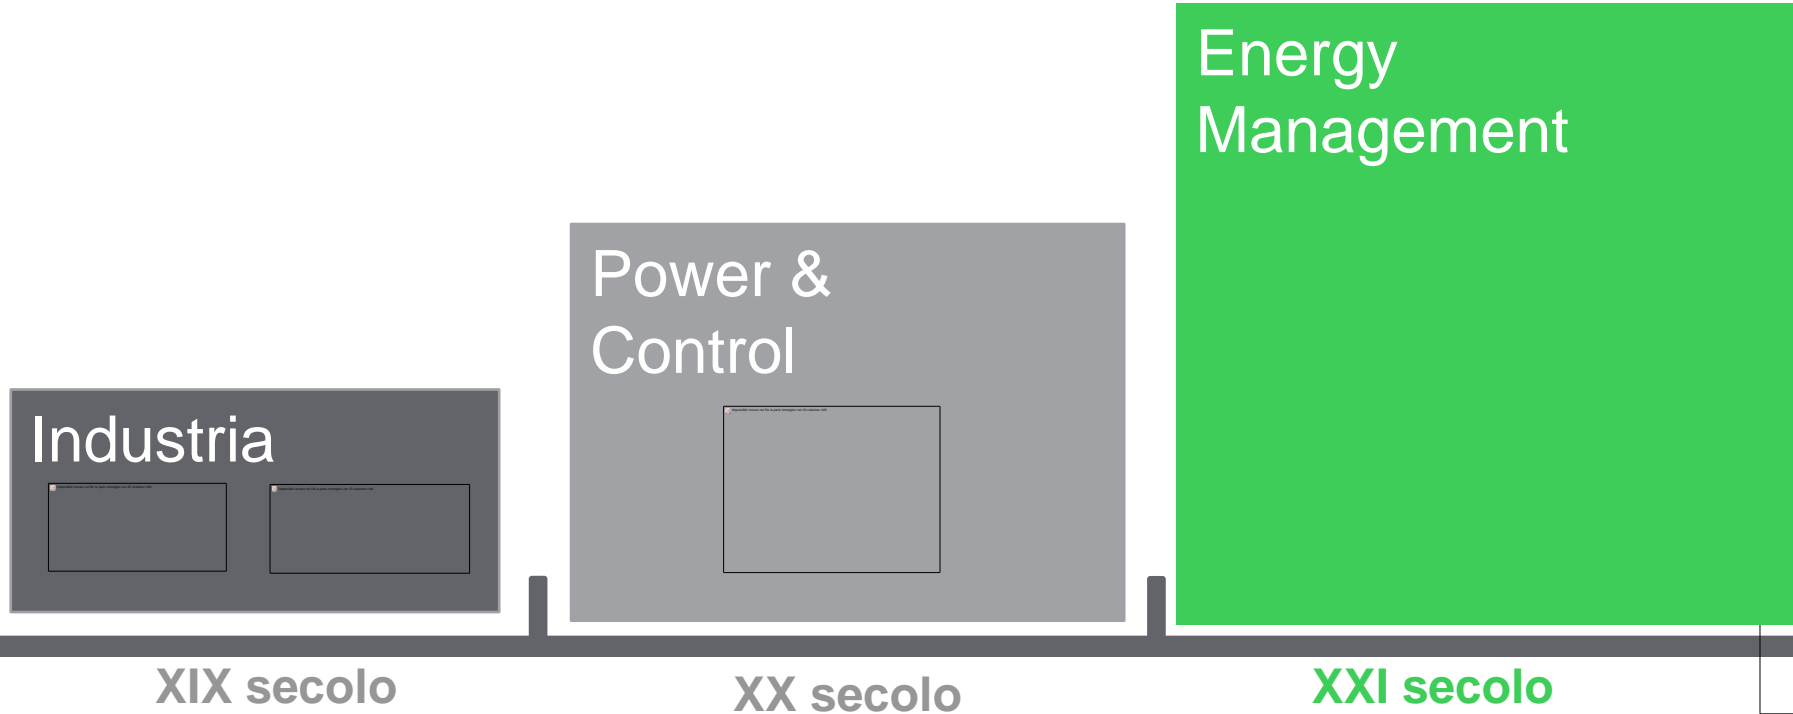 Energy
Management
Power &
Control
Industria
XIX secolo
XX secolo
XXI secolo